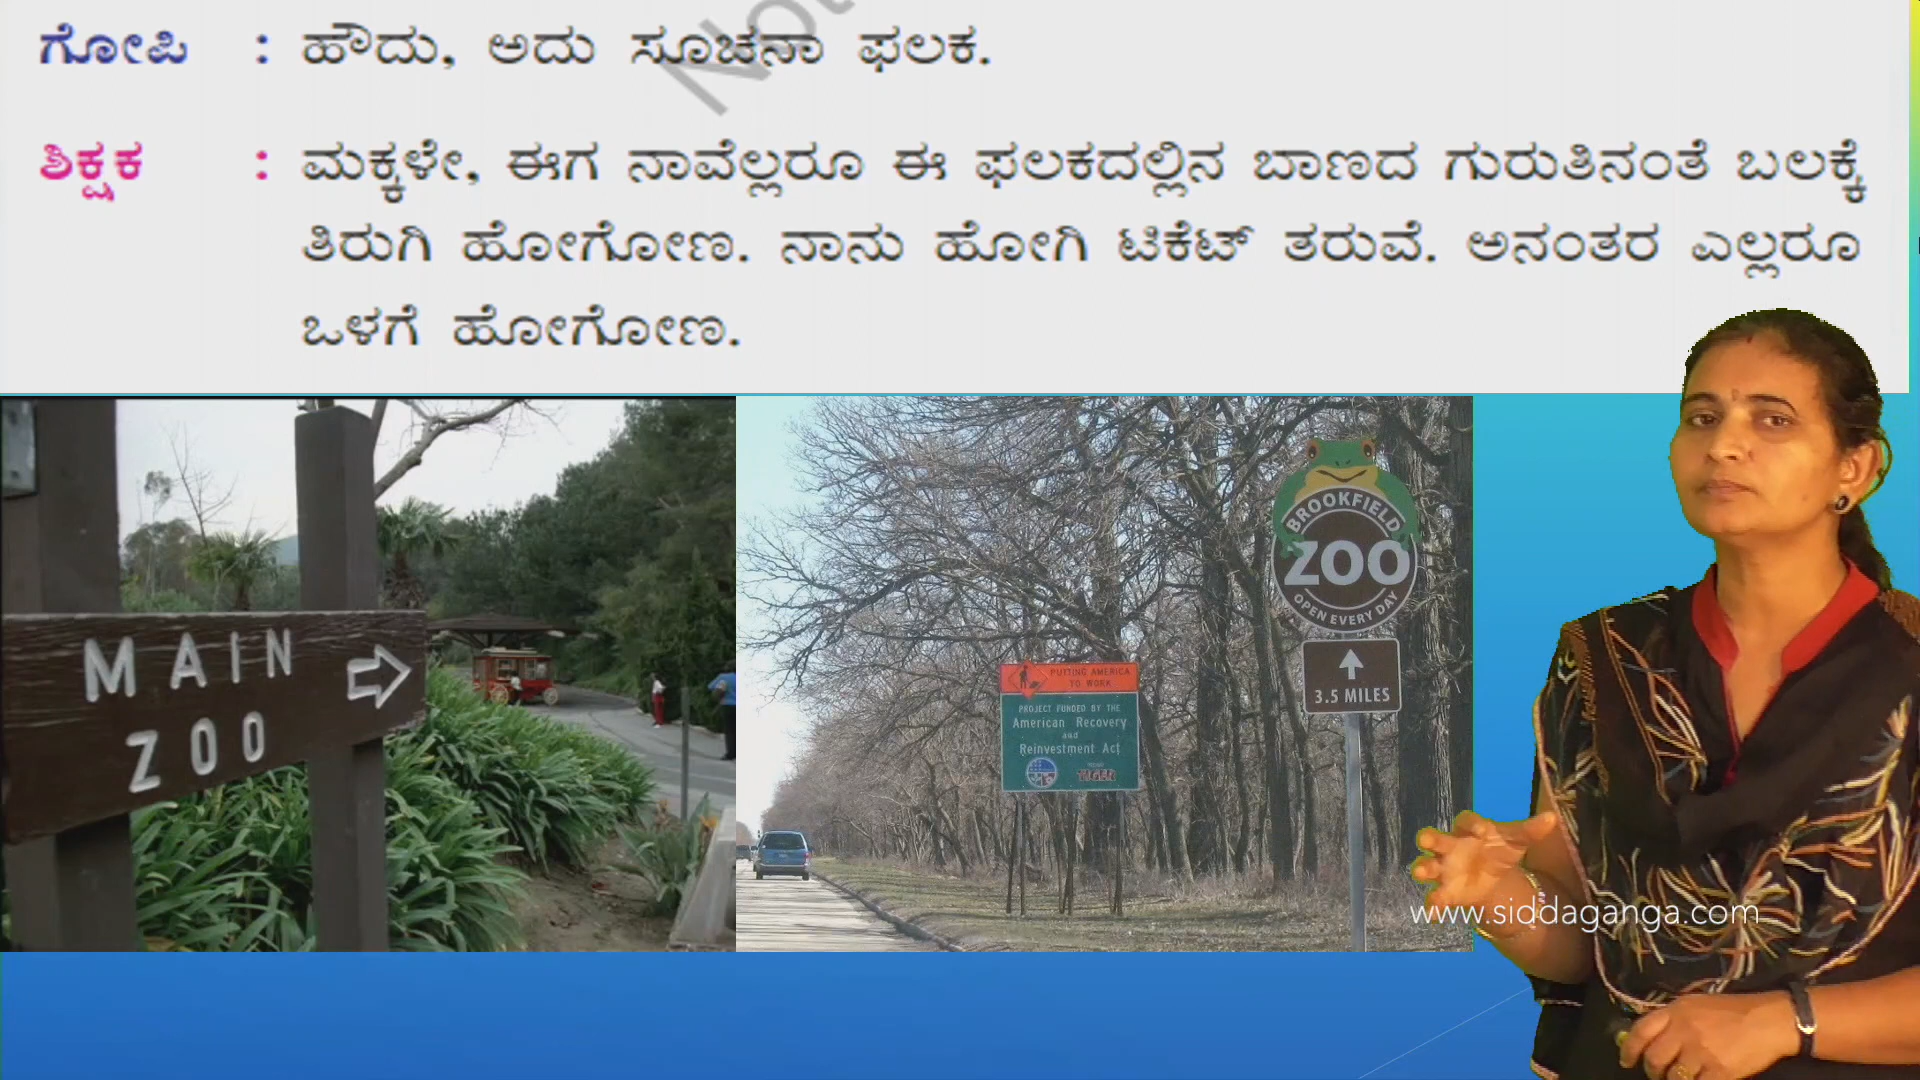 ಗೋಪಿ : ಹೌದು, ಅದು ಸೂಚನಾ ಫಲಕ.
ಶಿಕ್ಷಕ : ಮಕ್ಕಳೇ, ಈಗ ನಾವೆಲ್ಲರೂ ಈ ಫಲಕದಲ್ಲಿನ ಬಾಣದ ಗುರುತಿನಂತೆ ಬಲಕ್ಕೆ
ತಿರುಗಿ ಹೋಗೋಣ. ನಾನು ಹೋಗಿ ಟಿಕೆಟ್ ತರುವೆ. ಅನಂತರ ಎಲ್ಲರೂ
ಒಳಗೆ ಹೋಗೋಣ.
Not
MAIN
ZOO
BROOKFIELD
ZOO
OPEN EVERY DAY
3.5 MILES
PUTTING AMERICA
TO WORK
PROJECT FUNDED BY THE
American Recovery
and
Reinvestment Act
TIGER
www.siddaganga.com